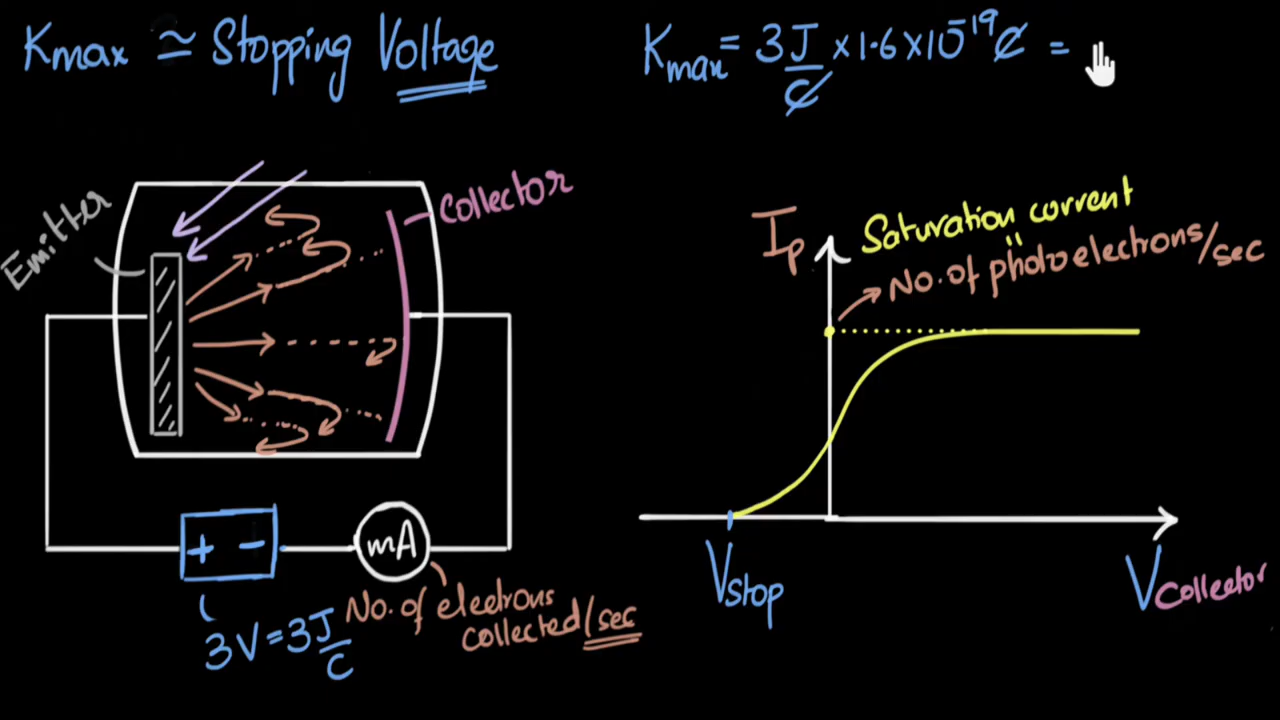 Kmax ≃ Stopping Voltage
Kmax = 3 J/C × 1.6 × 10⁻¹⁹ C =
Emitter
Collector
Ip
Saturation current
"
No. of photoelectrons/sec
+ −
mA
3V = 3 J/C
No. of electrons
collected/sec
Vstop
Vcollector